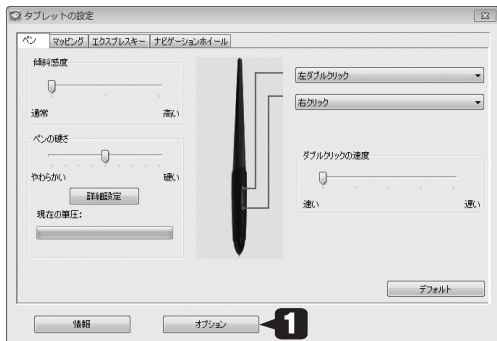 タブレットの設定
ペン マッピング エクスプレスキー ナビゲーションホイール
傾斜感度
通常 高い
ペンの硬さ
やわらかい 硬い
詳細設定
現在の筆圧:
左ダブルクリック
右クリック
ダブルクリックの速度
速い 遅い
デフォルト
情報 オプション 1